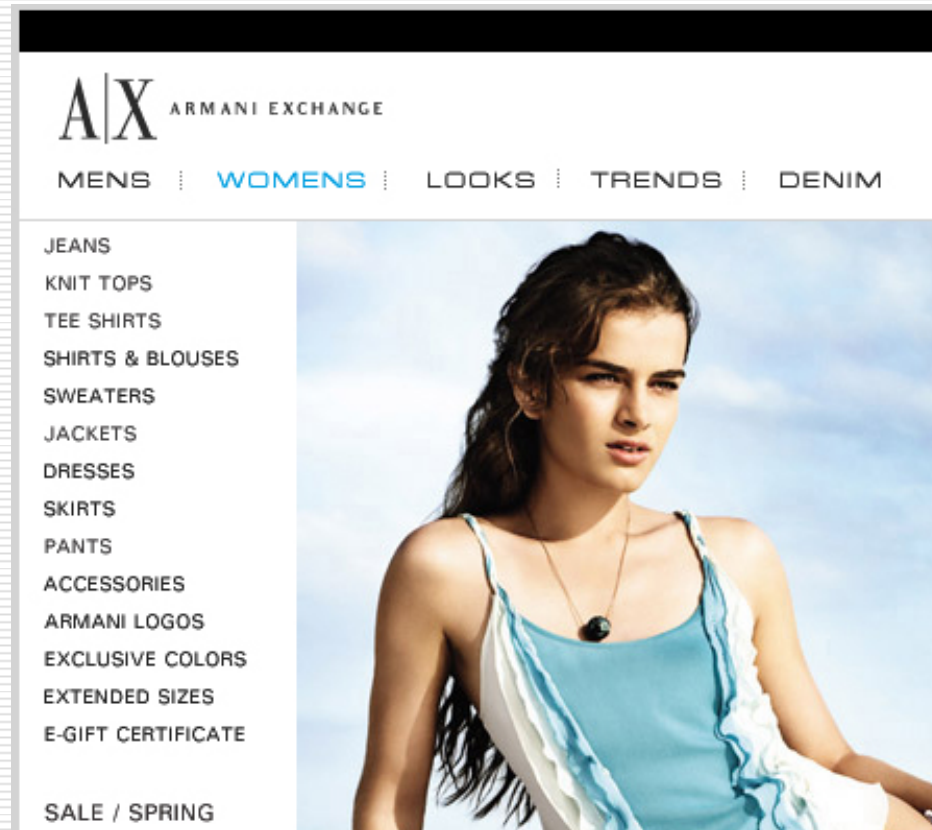 A|X ARMANI EXCHANGE
MENS WOMENS LOOKS TRENDS DENIM
JEANS
KNIT TOPS
TEE SHIRTS
SHIRTS & BLOUSES
SWEATERS
JACKETS
DRESSES
SKIRTS
PANTS
ACCESSORIES
ARMANI LOGOS
EXCLUSIVE COLORS
EXTENDED SIZES
E-GIFT CERTIFICATE
SALE / SPRING